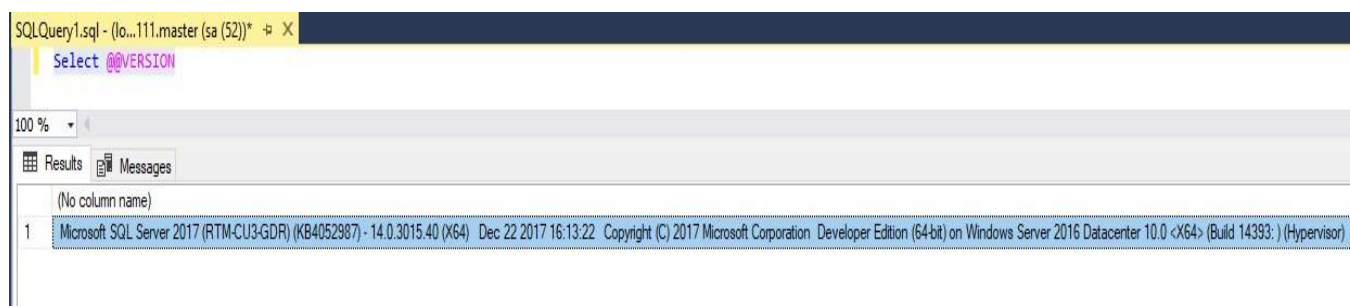 SQLQuery1.sql - (lo...111.master (sa (52))*
Select @@VERSION
100 %
Results Messages
(No column name)
1 Microsoft SQL Server 2017 (RTM-CU3-GDR) (KB4052987) - 14.0.3015.40 (X64) Dec 22 2017 16:13:22 Copyright (C) 2017 Microsoft Corporation Developer Edition (64-bit) on Windows Server 2016 Datacenter 10.0 <X64> (Build 14393: ) (Hypervisor)